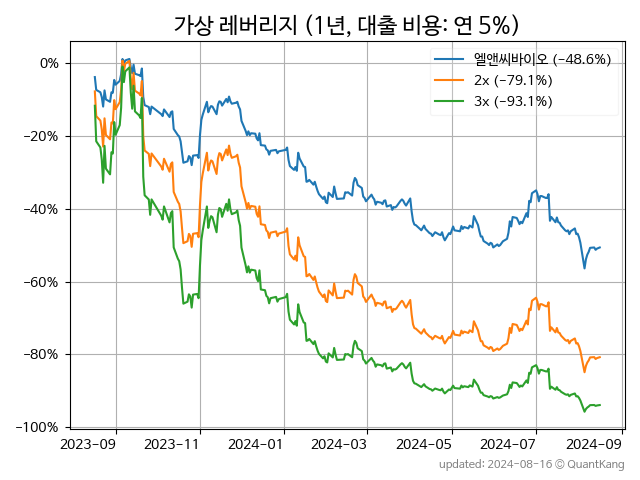 가상 레버리지 (1년, 대출 비용: 연 5%)
엘앤씨바이오 (−48.6%)
2x (−79.1%)
3x (−93.1%)
0%
−20%
−40%
−60%
−80%
−100%
2023−09 2023−11 2024−01 2024−03 2024−05 2024−07 2024−09
updated: 2024-08-16 © QuantKang